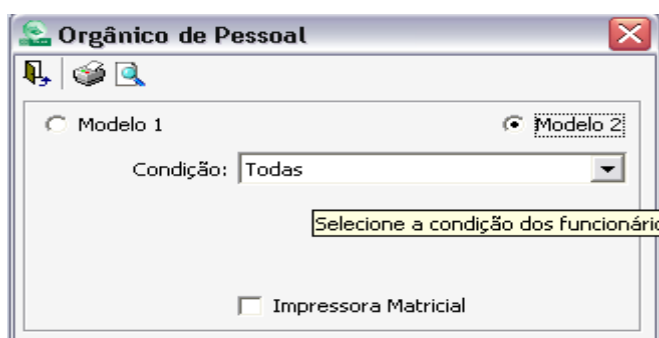 Orgânico de Pessoal
Modelo 1 Modelo 2
Condição: Todas
Selecione a condição dos funcionári
Impressora Matricial